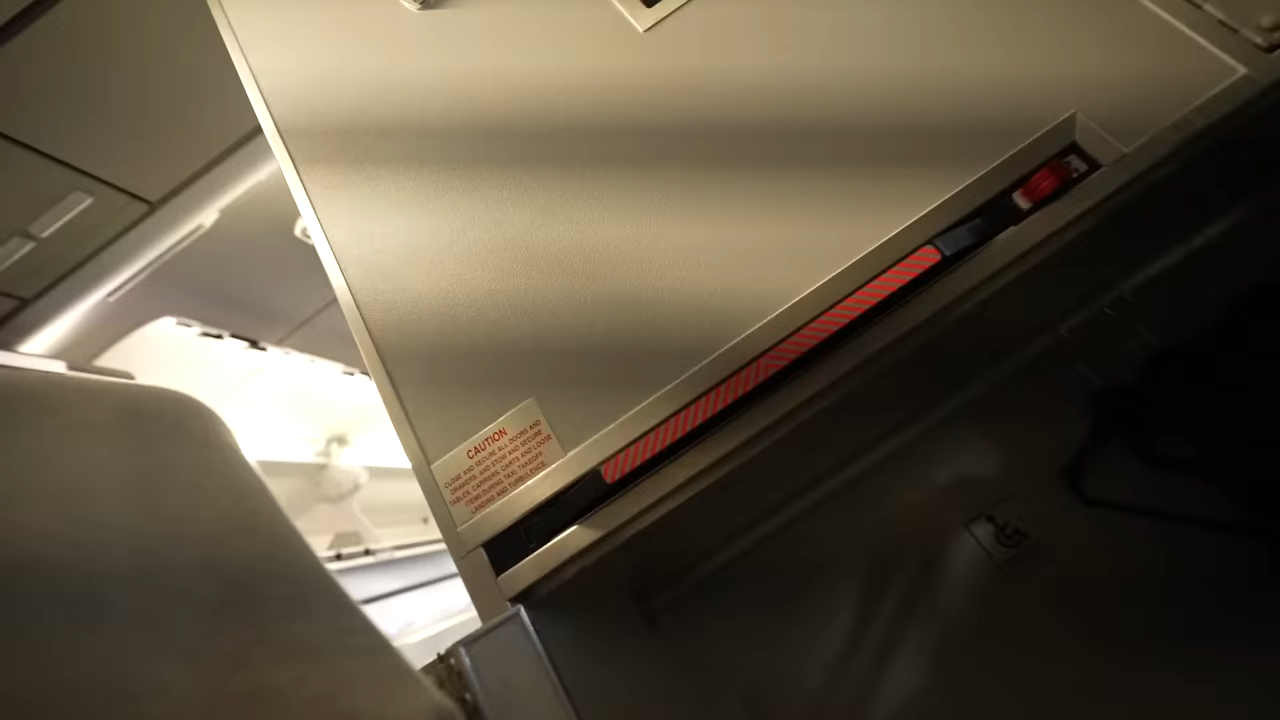 CAUTION
CLOSE AND SECURE ALL DOORS AND
DRAWERS, AND STOW AND SECURE
TABLES, CARRIERS, CARTS AND LOOSE
ITEMS DURING TAXI, TAKEOFF,
LANDING AND TURBULENCE.